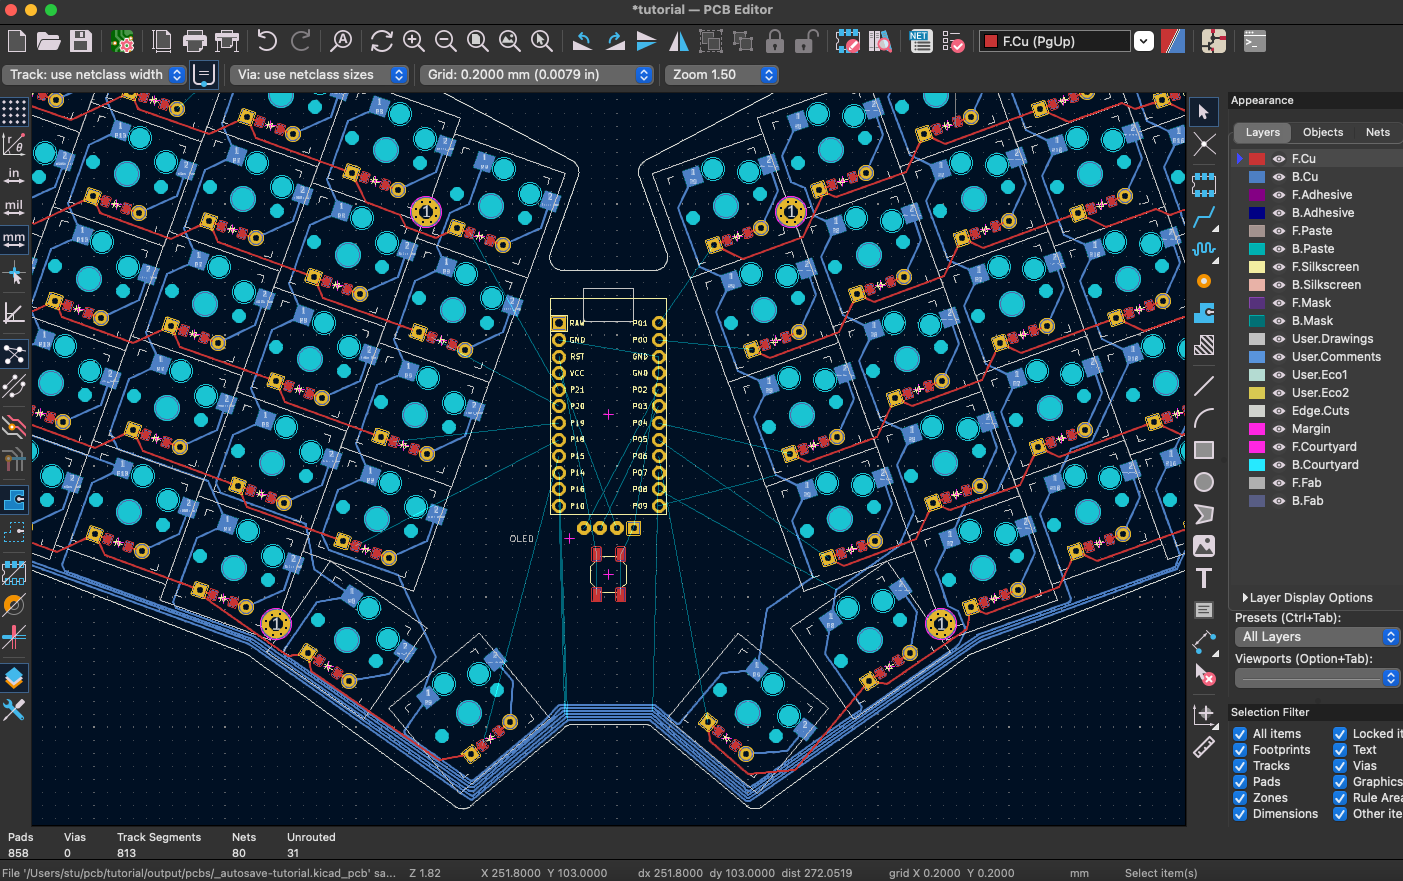 *tutorial — PCB Editor
F.Cu (PgUp)
Track: use netclass width
Via: use netclass sizes
Grid: 0.2000 mm (0.0079 in)
Zoom 1.50
in
mil
mm
NET
Appearance
Layers Objects Nets
F.Cu
B.Cu
F.Adhesive
B.Adhesive
F.Paste
B.Paste
F.Silkscreen
B.Silkscreen
F.Mask
B.Mask
User.Drawings
User.Comments
User.Eco1
User.Eco2
Edge.Cuts
Margin
F.Courtyard
B.Courtyard
F.Fab
B.Fab
Layer Display Options
Presets (Ctrl+Tab):
All Layers
Viewports (Option+Tab):
Selection Filter
All items Locked it
Footprints Text
Tracks Vias
Pads Graphics
Zones Rule Area
Dimensions Other ite
1
1
RAW P01
GND P00
RST GND
VCC GND
P21 P02
P20 P03
P19 P04
P18 P05
P15 P06
P14 P07
P16 P08
P10 P09
OLED
1
1
Pads Vias Track Segments Nets Unrouted
858 0 813 80 31
File '/Users/stu/pcb/tutorial/output/pcbs/_autosave-tutorial.kicad_pcb' sa... Z 1.82 X 251.8000 Y 103.0000 dx 251.8000 dy 103.0000 dist 272.0519 grid X 0.2000 Y 0.2000 mm Select item(s)